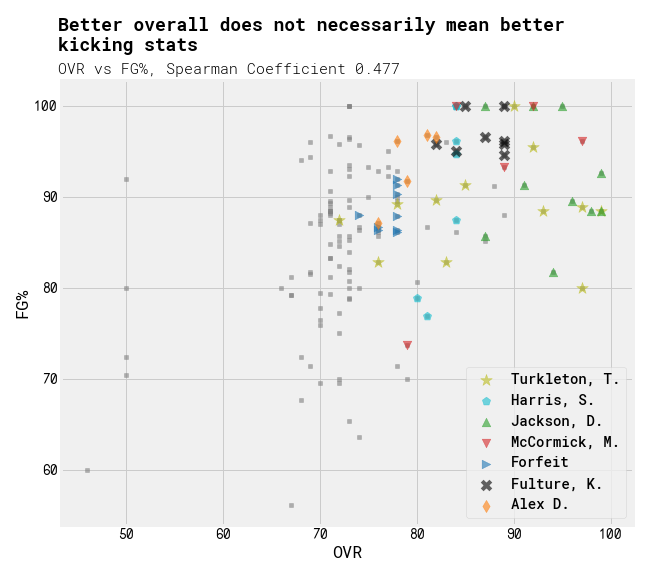 Better overall does not necessarily mean better
kicking stats
OVR vs FG%, Spearman Coefficient 0.477
100
90
80
70
60
FG%
50
60
70
80
90
100
OVR
Turkleton, T.
Harris, S.
Jackson, D.
McCormick, M.
Forfeit
Fulture, K.
Alex D.